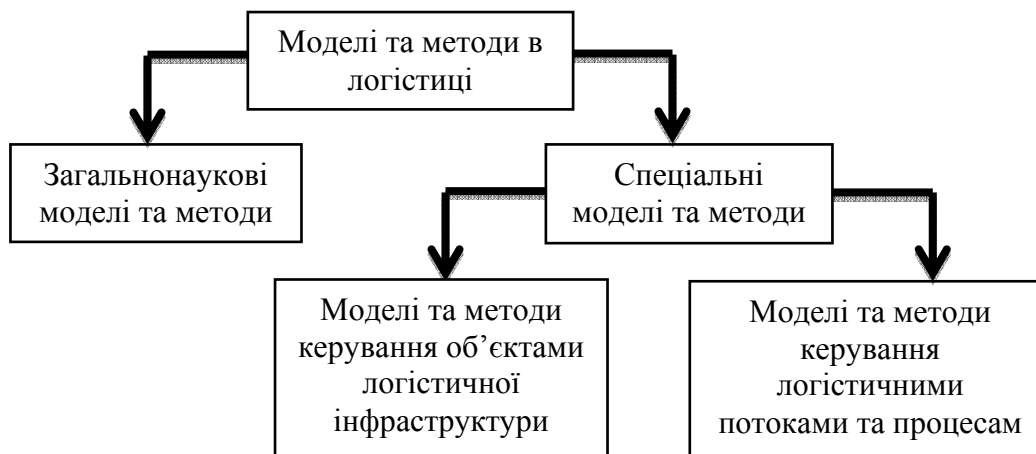 Моделі та методи в
логістиці
Загальнонаукові
моделі та методи
Спеціальні
моделі та методи
Моделі та методи
керування об’єктами
логістичної
інфраструктури
Моделі та методи
керування
логістичними
потоками та процесам